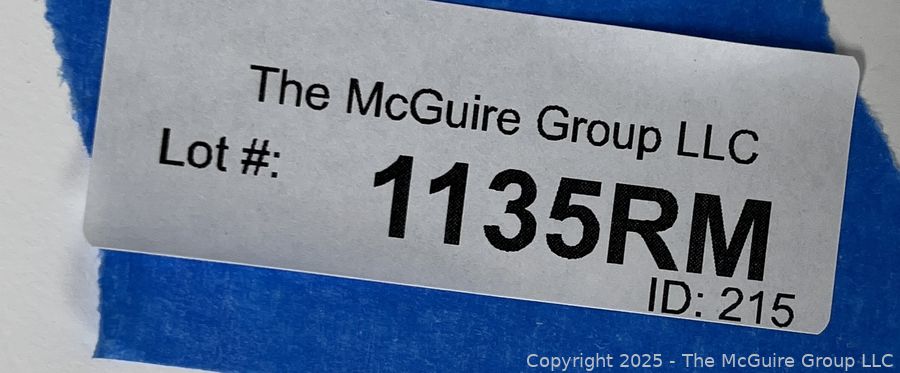 The McGuire Group LLC
Lot #:
1135RM
ID: 215
Copyright 2025 - The McGuire Group LLC